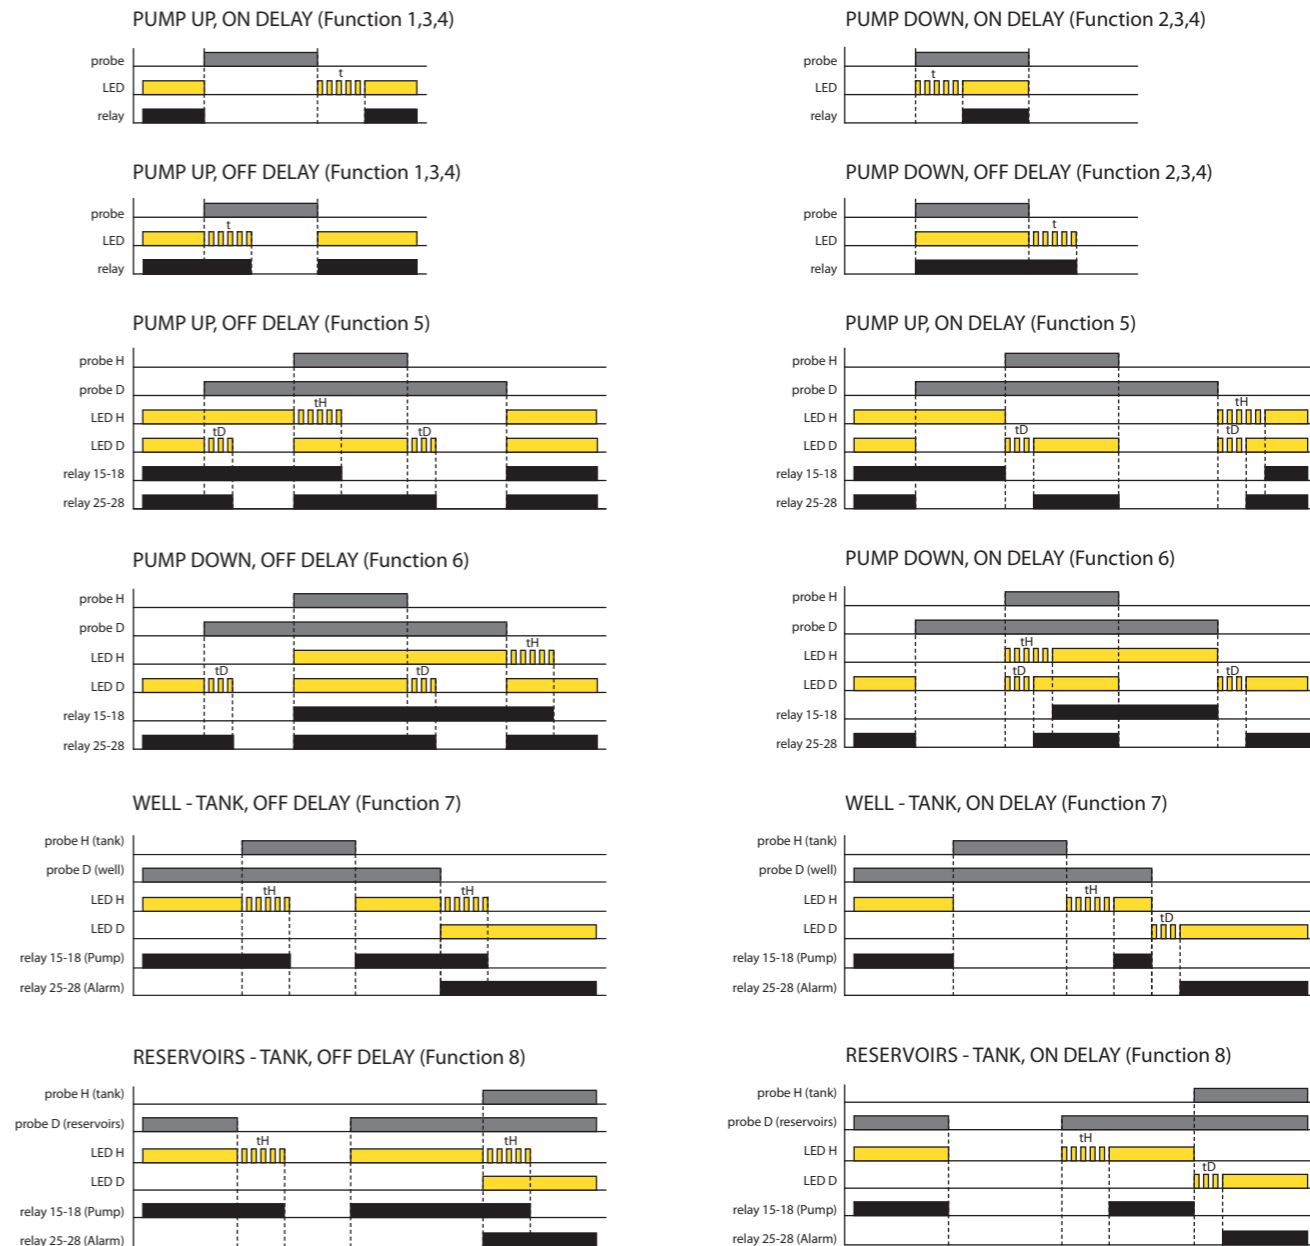 PUMP UP, ON DELAY (Function 1,3,4)
probe
t
LED
relay
PUMP DOWN, ON DELAY (Function 2,3,4)
probe
t
LED
relay
PUMP UP, OFF DELAY (Function 1,3,4)
probe
t
LED
relay
PUMP DOWN, OFF DELAY (Function 2,3,4)
probe
t
LED
relay
PUMP UP, OFF DELAY (Function 5)
probe H
probe D
tH
LED H
tD tD
LED D
relay 15-18
relay 25-28
PUMP UP, ON DELAY (Function 5)
probe H
probe D
tH
LED H
tD tD
LED D
relay 15-18
relay 25-28
PUMP DOWN, OFF DELAY (Function 6)
probe H
probe D
tH
LED H
tD tD
LED D
relay 15-18
relay 25-28
PUMP DOWN, ON DELAY (Function 6)
probe H
probe D
tH
LED H
tD tD
LED D
relay 15-18
relay 25-28
WELL - TANK, OFF DELAY (Function 7)
probe H (tank)
probe D (well)
tH tH
LED H
LED D
relay 15-18 (Pump)
relay 25-28 (Alarm)
WELL - TANK, ON DELAY (Function 7)
probe H (tank)
probe D (well)
tH
LED H
tD
LED D
relay 15-18 (Pump)
relay 25-28 (Alarm)
RESERVOIRS - TANK, OFF DELAY (Function 8)
probe H (tank)
probe D (reservoirs)
tH tH
LED H
LED D
relay 15-18 (Pump)
relay 25-28 (Alarm)
RESERVOIRS - TANK, ON DELAY (Function 8)
probe H (tank)
probe D (reservoirs)
tH
LED H
tD
LED D
relay 15-18 (Pump)
relay 25-28 (Alarm)